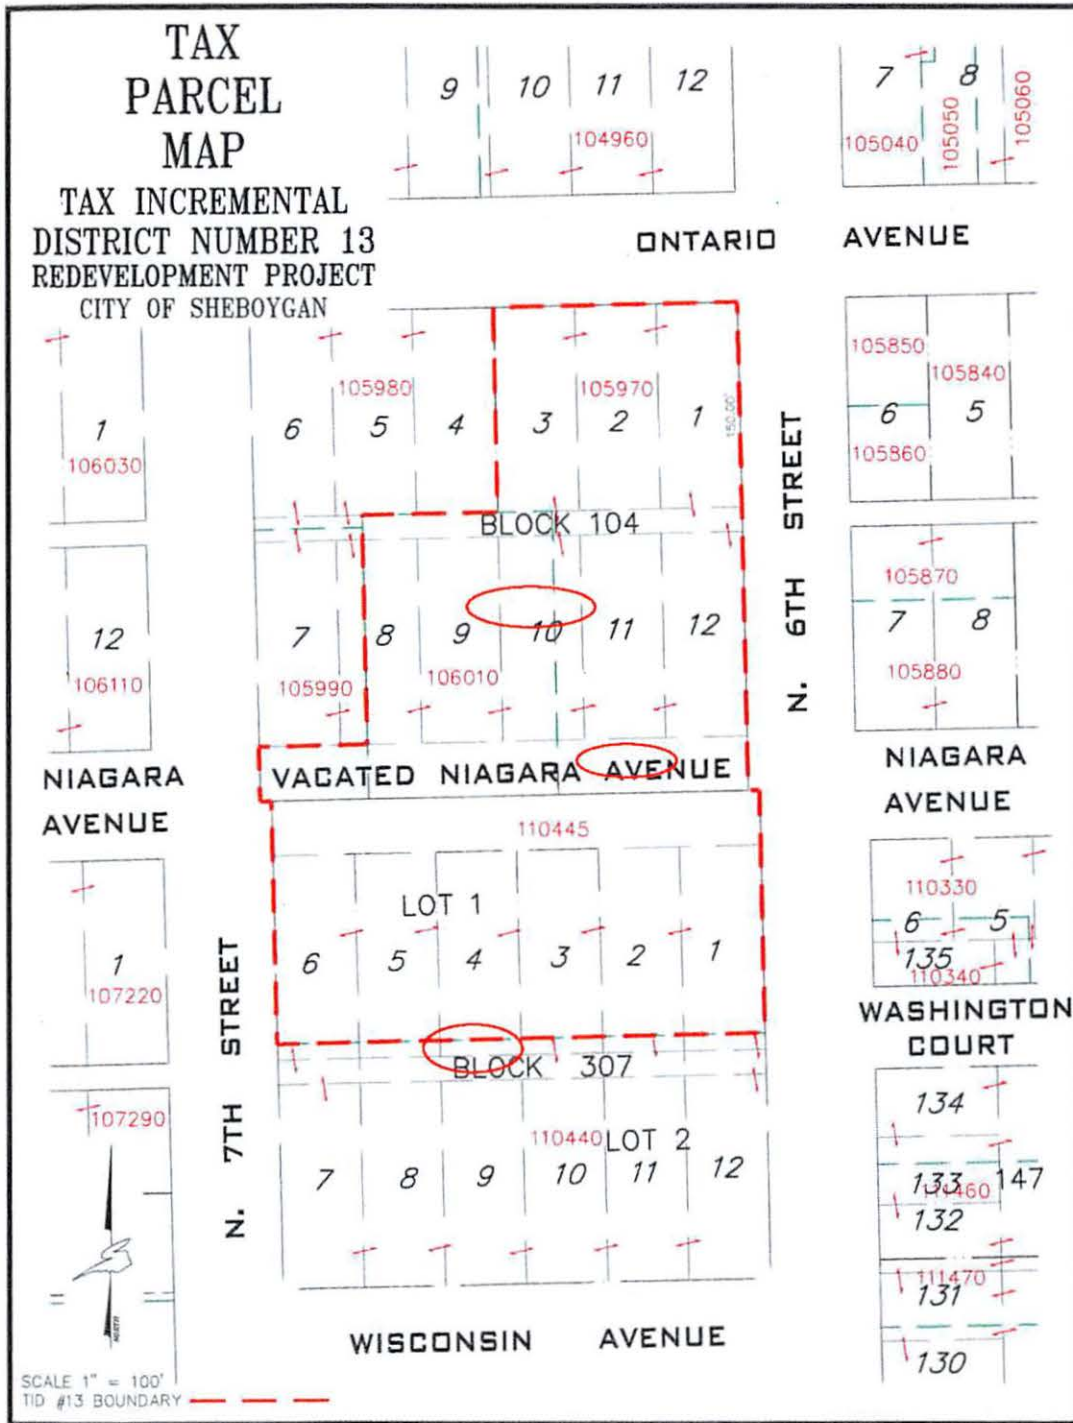 TAX
PARCEL
MAP
TAX INCREMENTAL
DISTRICT NUMBER 13
REDEVELOPMENT PROJECT
CITY OF SHEBOYGAN
9 10 11 12
104960
7 8
105040 105050 105060
ONTARIO AVENUE
1
106030
105980
6 5 4
105970
3 2 1
150.00'
105850
105840
6 5
105860
BLOCK 104
N. 6TH STREET
12
106110
7 8 9 10 11 12
105990 106010
105870
7 8
105880
NIAGARA
AVENUE
VACATED NIAGARA AVENUE
NIAGARA
AVENUE
110445
LOT 1
6 5 4 3 2 1
1
107220
N. 7TH STREET
110330
6 5
135
110340
WASHINGTON
COURT
BLOCK 307
107290
110440 LOT 2
7 8 9 10 11 12
134
133 147
111460
132
111470
131
130
NORTH
WISCONSIN AVENUE
SCALE 1" = 100'
TID #13 BOUNDARY